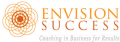 ENVISION
SUCCESS
Coaching in Business for Results